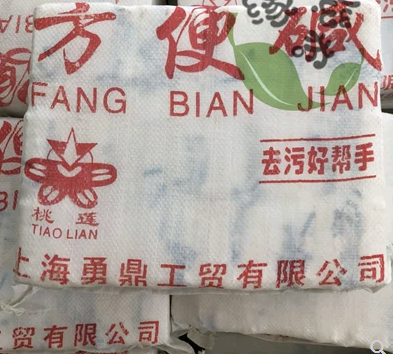 方便碱
FANG BIAN JIAN
去污好帮手
桃莲
TIAO LIAN
上海勇鼎工贸有限公司
工贸有限公司